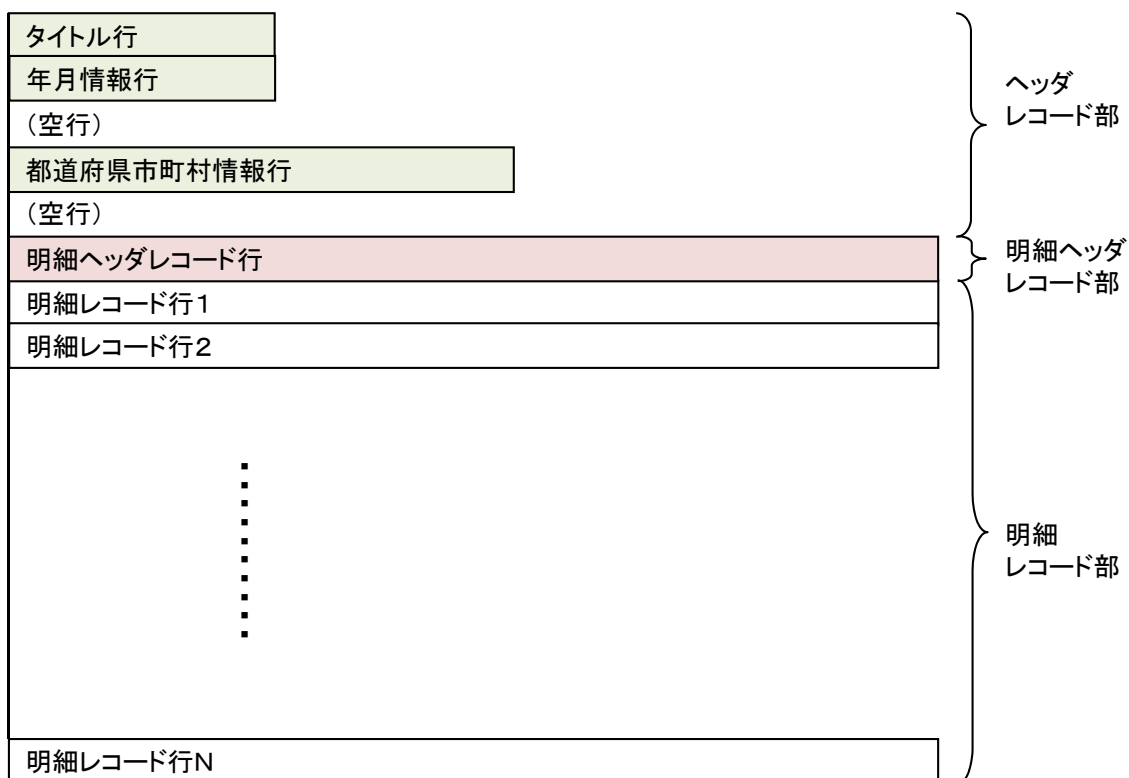 タイトル行
年月情報行
（空行）
都道府県市町村情報行
（空行）
明細ヘッダレコード行
明細レコード行１
明細レコード行２
明細レコード行Ｎ
ヘッダ
レコード部
明細ヘッダ
レコード部
明細
レコード部